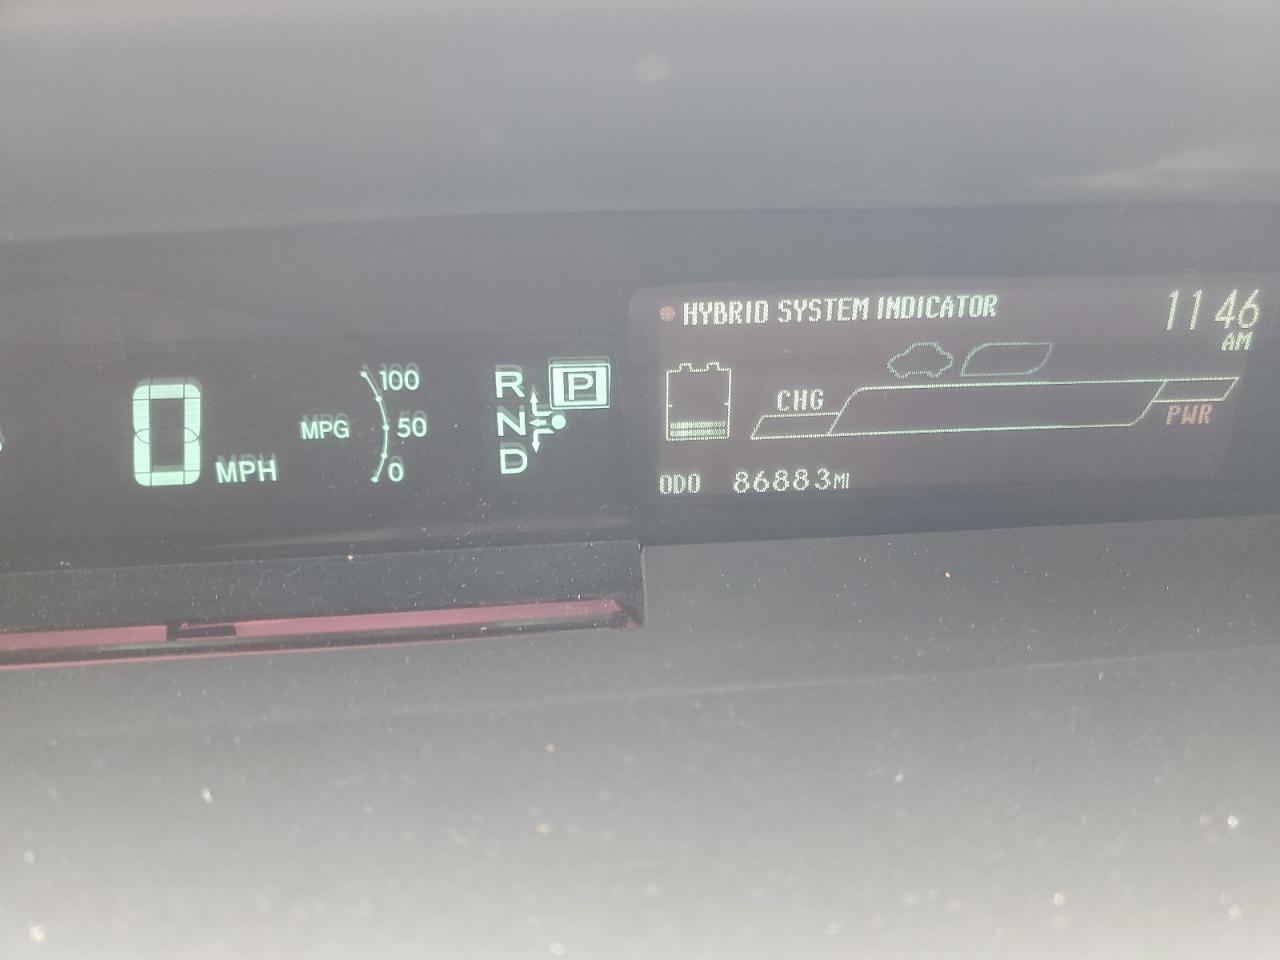 HYBRID SYSTEM INDICATOR
11 46
AM
0
MPH
MPG
100
50
0
R
N
D
P
CHG
PWR
ODO 86883MI